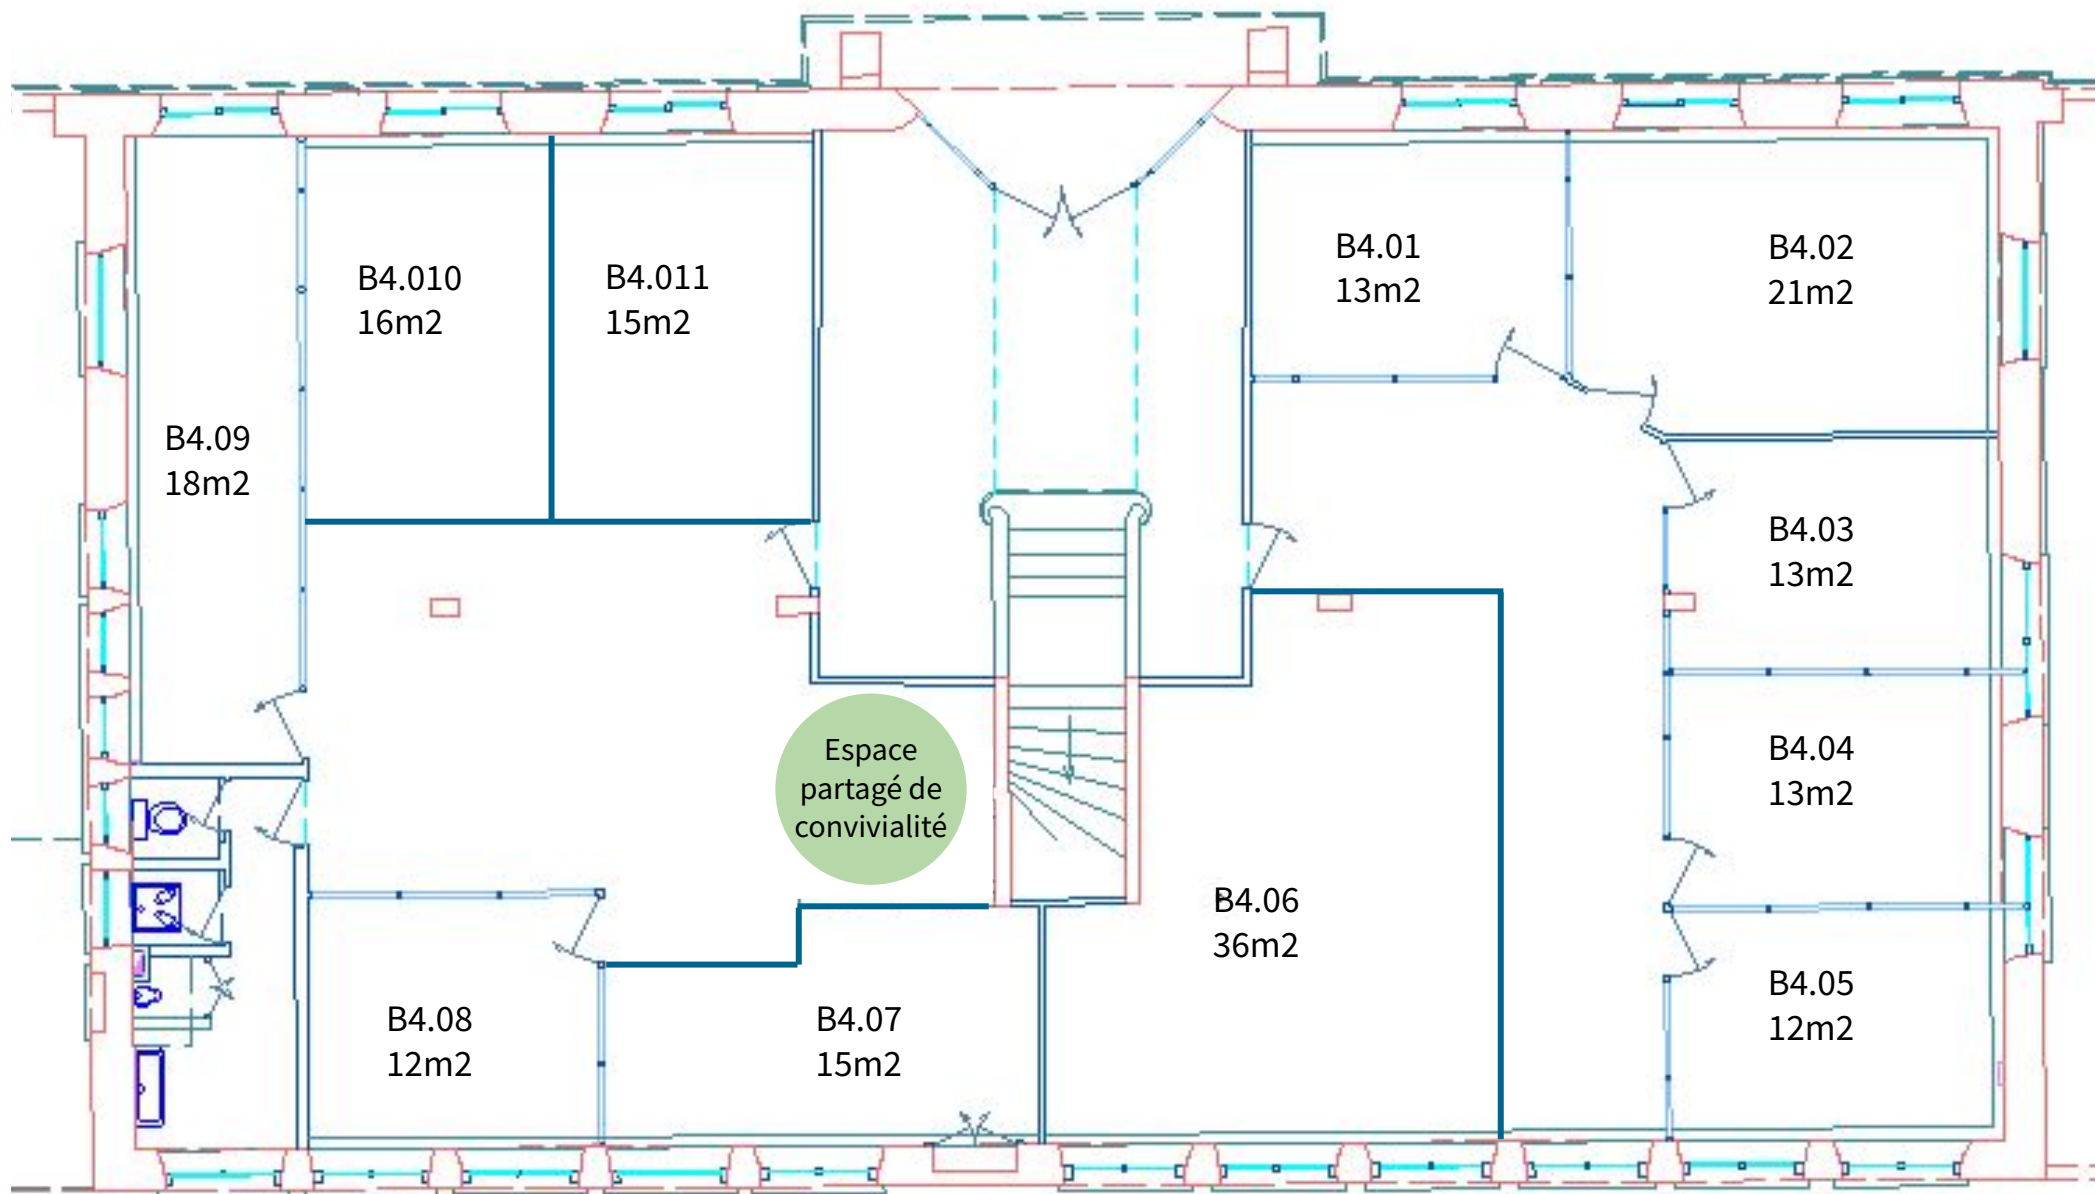 B4.01
13m2
B4.02
21m2
B4.010
16m2
B4.011
15m2
B4.09
18m2
B4.03
13m2
B4.04
13m2
Espace
partagé de
convivialité
B4.06
36m2
B4.05
12m2
B4.08
12m2
B4.07
15m2